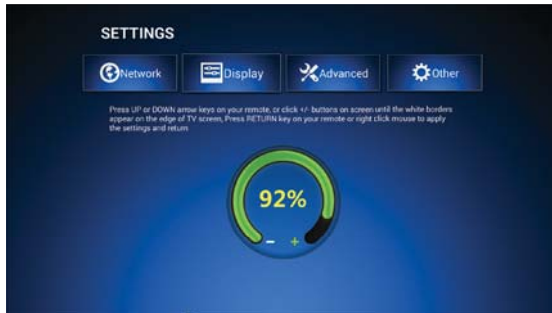 SETTINGS
Network Display Advanced Other
Press UP or DOWN arrow keys on your remote, or click +/- buttons on screen until the white borders
appear on the edge of TV screen, Press RETURN key on your remote or right click mouse to apply
the settings and return
92%
- +